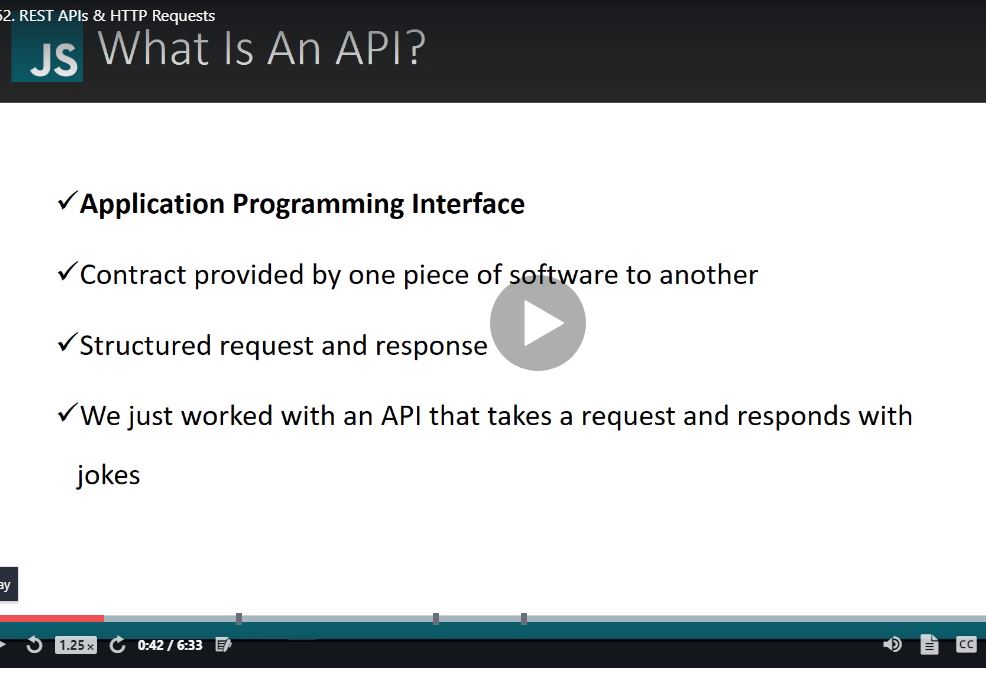 52. REST APIs & HTTP Requests
JS What Is An API?
✓Application Programming Interface
✓Contract provided by one piece of software to another
✓Structured request and response
✓We just worked with an API that takes a request and responds with
jokes
ay
1.25x 0:42 / 6:33 CC